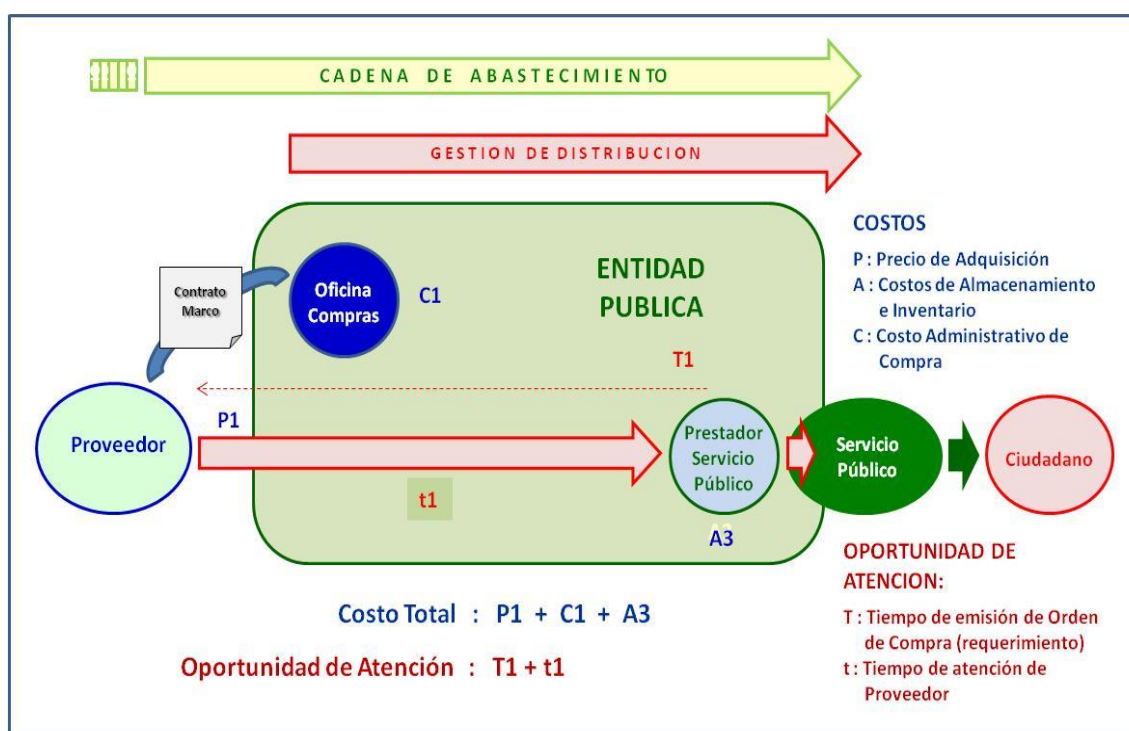 CADENA DE ABASTECIMIENTO
GESTION DE DISTRIBUCION
Contrato
Marco
Oficina
Compras
C1
ENTIDAD
PUBLICA
T1
COSTOS
P : Precio de Adquisición
A : Costos de Almacenamiento
e Inventario
C : Costo Administrativo de
Compra
Proveedor
P1
t1
Prestador
Servicio
Público
A3
Servicio
Público
Ciudadano
Costo Total : P1 + C1 + A3
Oportunidad de Atención : T1 + t1
OPORTUNIDAD DE
ATENCION:
T : Tiempo de emisión de Orden
de Compra (requerimiento)
t : Tiempo de atención de
Proveedor